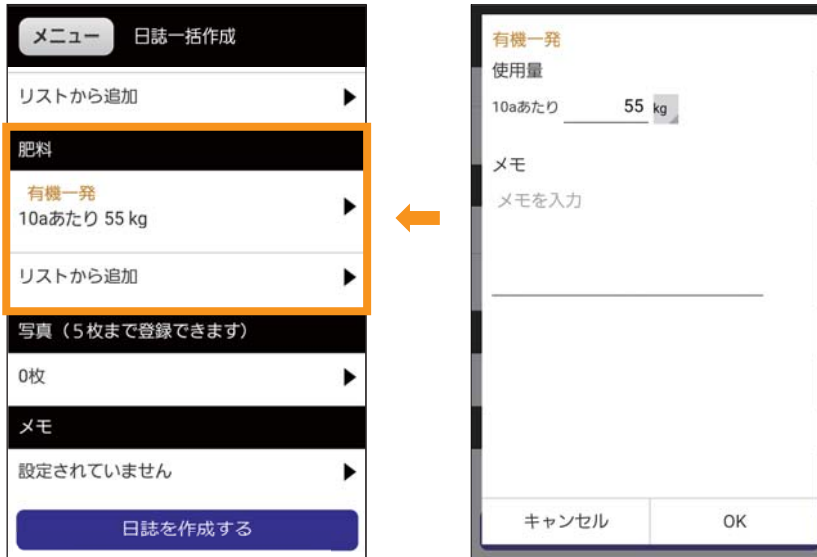 メニュー 日誌一括作成
リストから追加
肥料
有機一発
10aあたり 55 kg
リストから追加
写真（5枚まで登録できます）
0枚
メモ
設定されていません
日誌を作成する
有機一発
使用量
10aあたり 55 kg
メモ
メモを入力
キャンセル OK